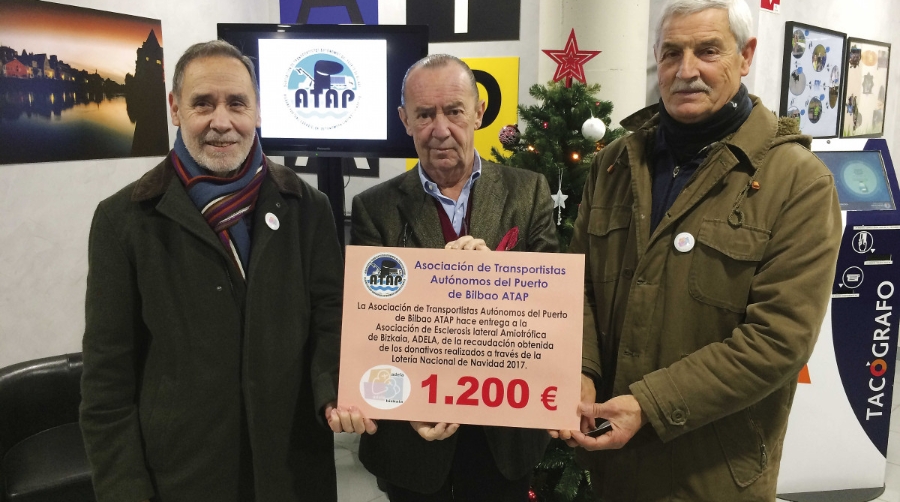 ATAP
ATAP
Asociación de Transportistas
Autónomos del Puerto
de Bilbao ATAP
La Asociación de Transportistas Autónomos del Puerto
de Bilbao ATAP hace entrega a la
Asociación de Esclerosis lateral Amiotrófica
de Bizkaia, ADELA, de la recaudación obtenida
de los donativos realizados a través de la
Lotería Nacional de Navidad 2017.
adela
1.200 €
TACÓGRAFO